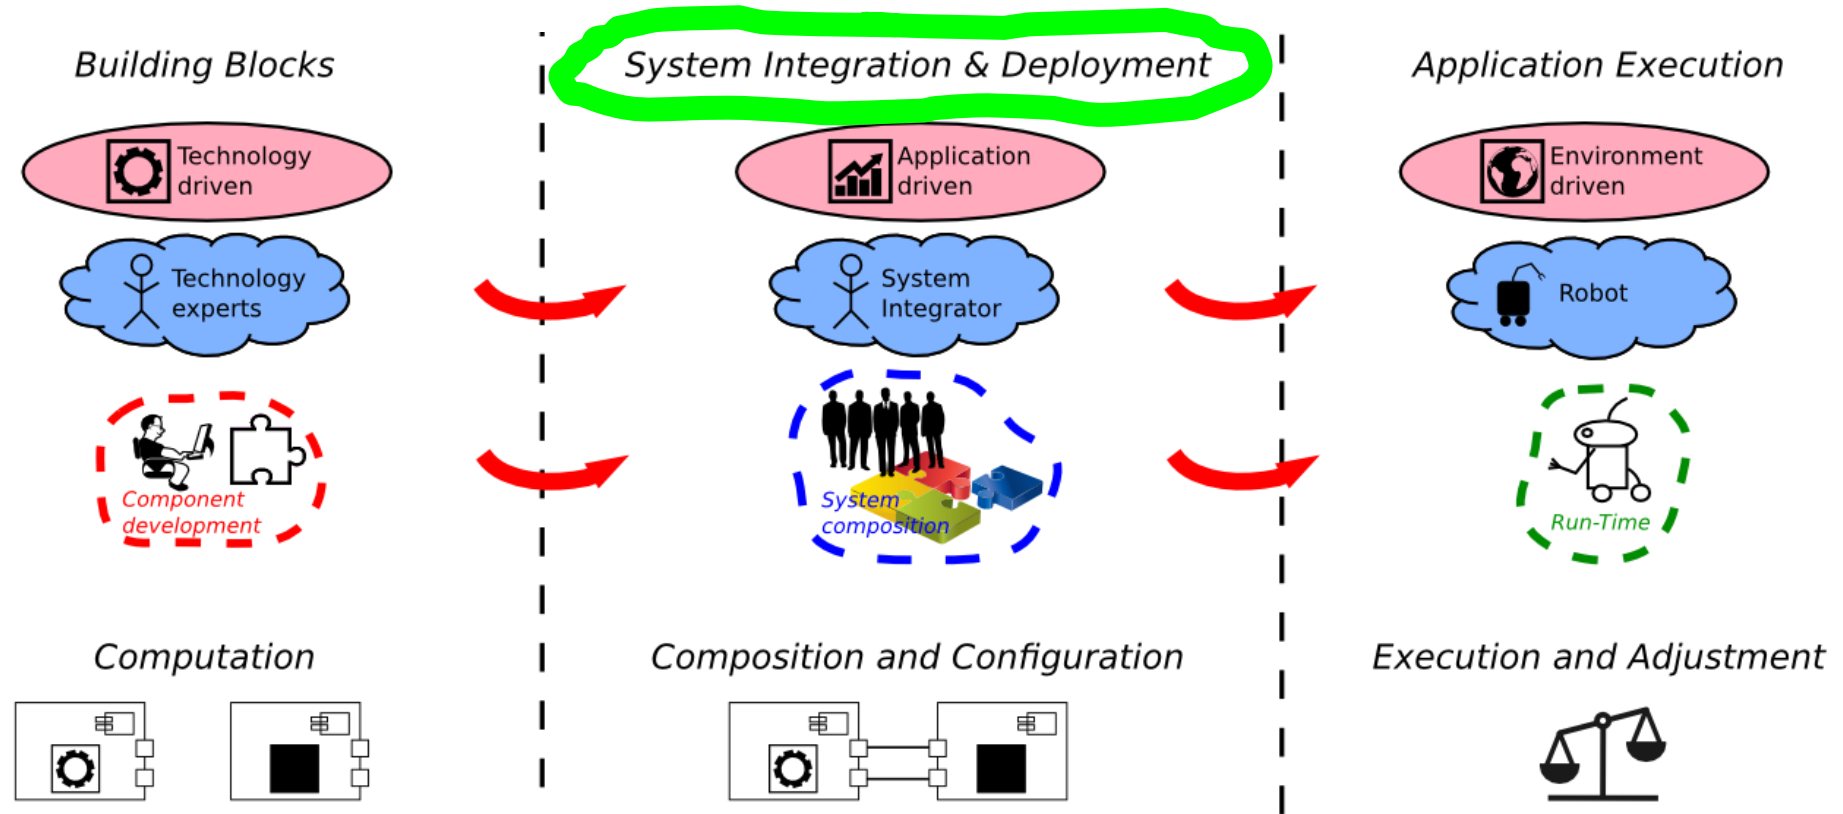 Building Blocks
System Integration & Deployment
Application Execution
Technology
driven
Application
driven
Environment
driven
Technology
experts
System
Integrator
Robot
Component
development
System
composition
Run-Time
Computation
Composition and Configuration
Execution and Adjustment